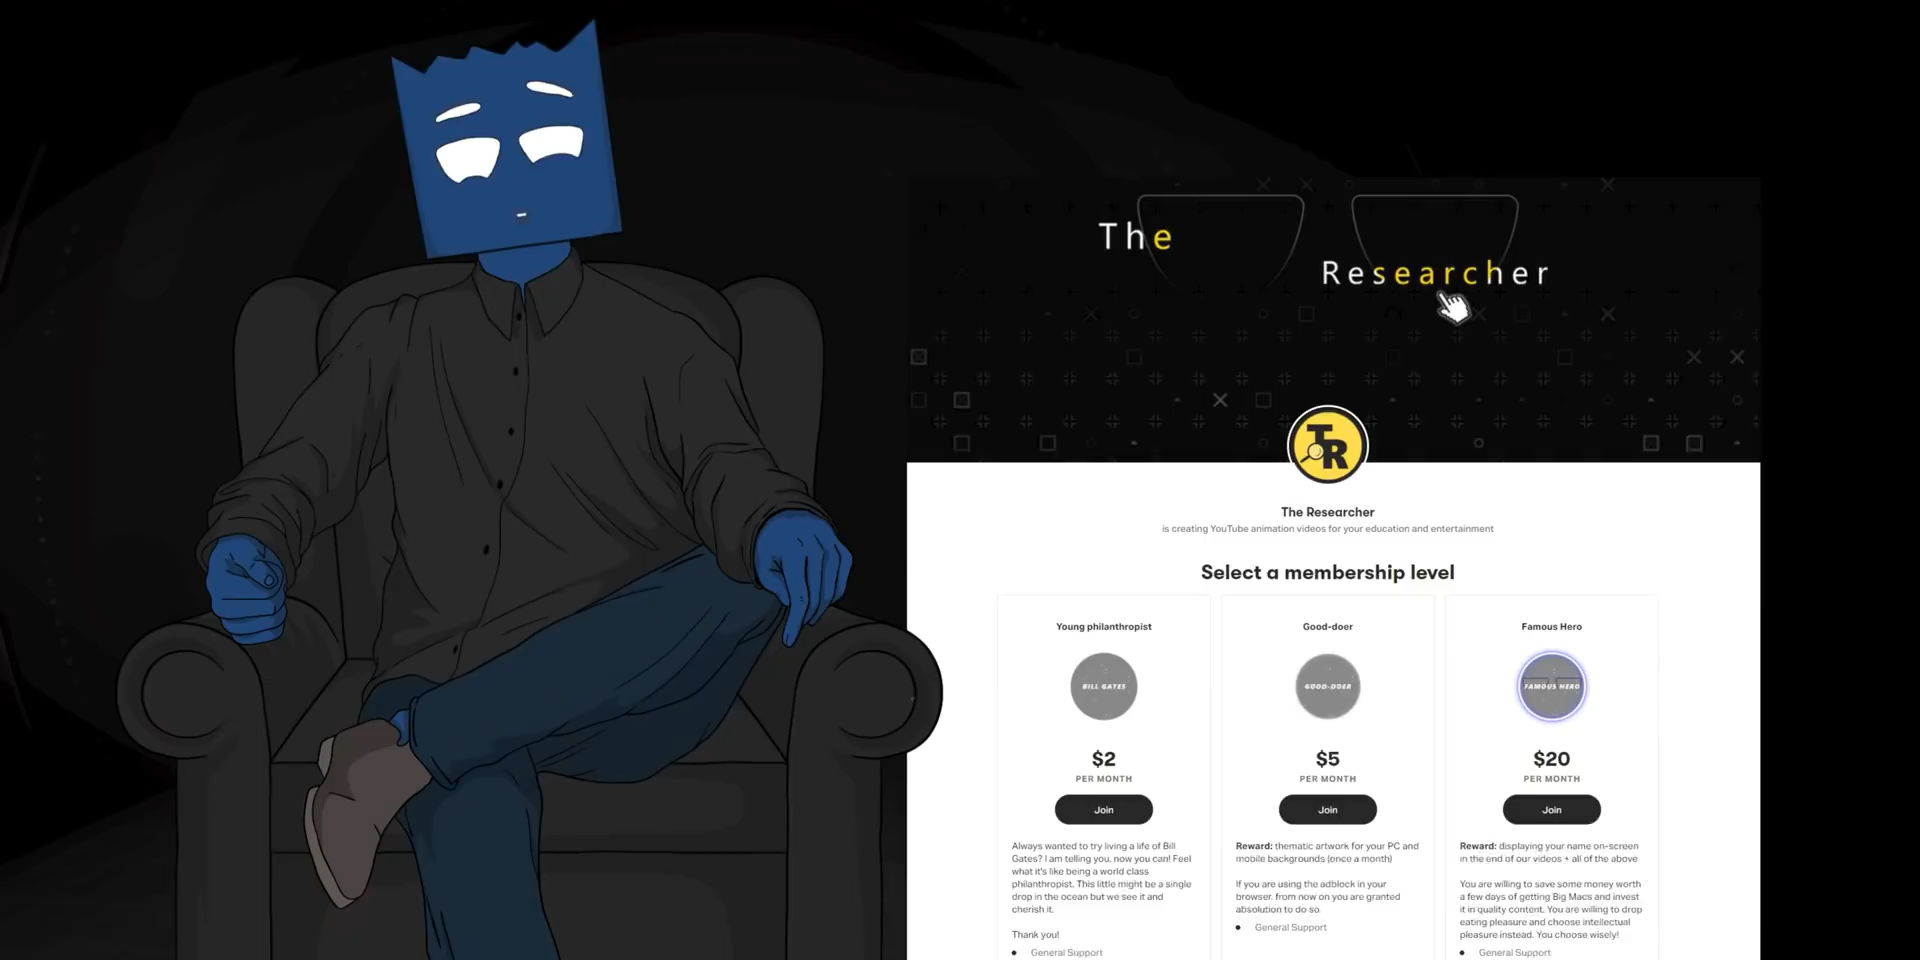 The
Researcher
TR
The Researcher
is creating YouTube animation videos for your education and entertainment
Select a membership level
Young philanthropist
BILL GATES
$2
PER MONTH
Join
Always wanted to try living a life of Bill
Gates? I am telling you, now you can! Feel
what it's like being a world class
philanthropist. This little might be a single
drop in the ocean but we see it and
cherish it.
Thank you!
General Support
Good-doer
GOOD-DOER
$5
PER MONTH
Join
Reward: thematic artwork for your PC and
mobile backgrounds (once a month)
If you are using the adblock in your
browser, from now on you are granted
absolution to do so.
General Support
Famous Hero
FAMOUS HERO
$20
PER MONTH
Join
Reward: displaying your name on-screen
in the end of our videos + all of the above
You are willing to save some money worth
a few days of getting Big Macs and invest
it in quality content. You are willing to drop
eating pleasure and choose intellectual
pleasure instead. You choose wisely!
General Support